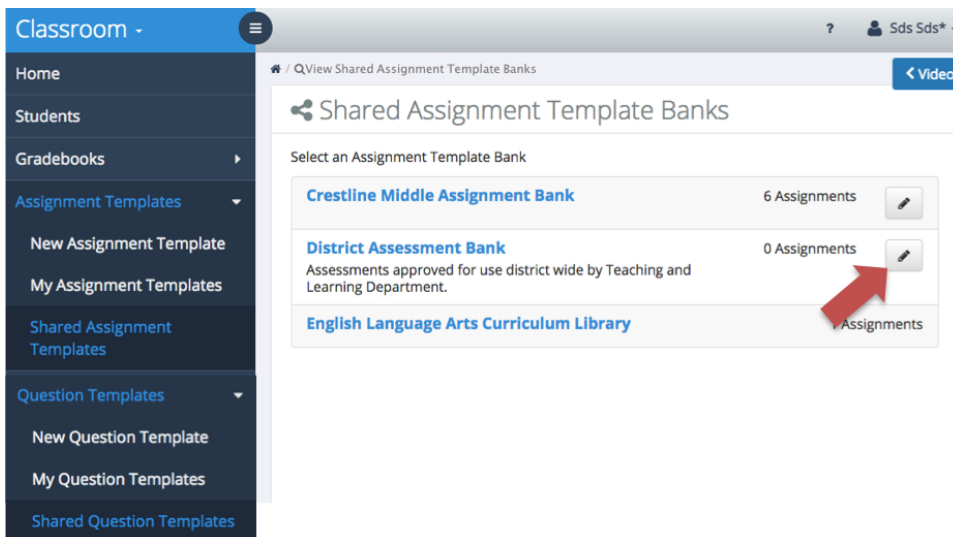 Classroom
? Sds Sds*
Home
/ View Shared Assignment Template Banks
Video
Students
Shared Assignment Template Banks
Gradebooks
Select an Assignment Template Bank
Assignment Templates
Crestline Middle Assignment Bank 6 Assignments
New Assignment Template
District Assessment Bank 0 Assignments
Assessments approved for use district wide by Teaching and
Learning Department.
My Assignment Templates
Shared Assignment
Templates
English Language Arts Curriculum Library Assignments
Question Templates
New Question Template
My Question Templates
Shared Question Templates